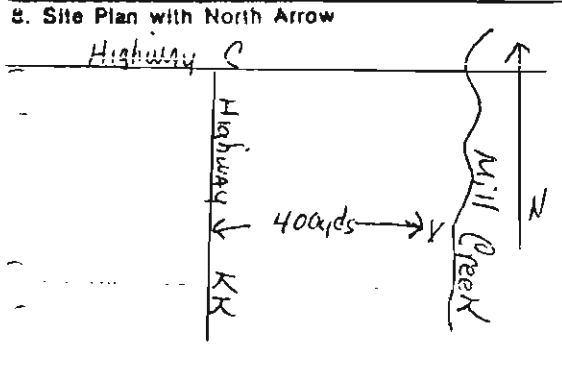 8. Site Plan with North Arrow
Highway C
Highway KK
400yds
X
Mill Creek
N